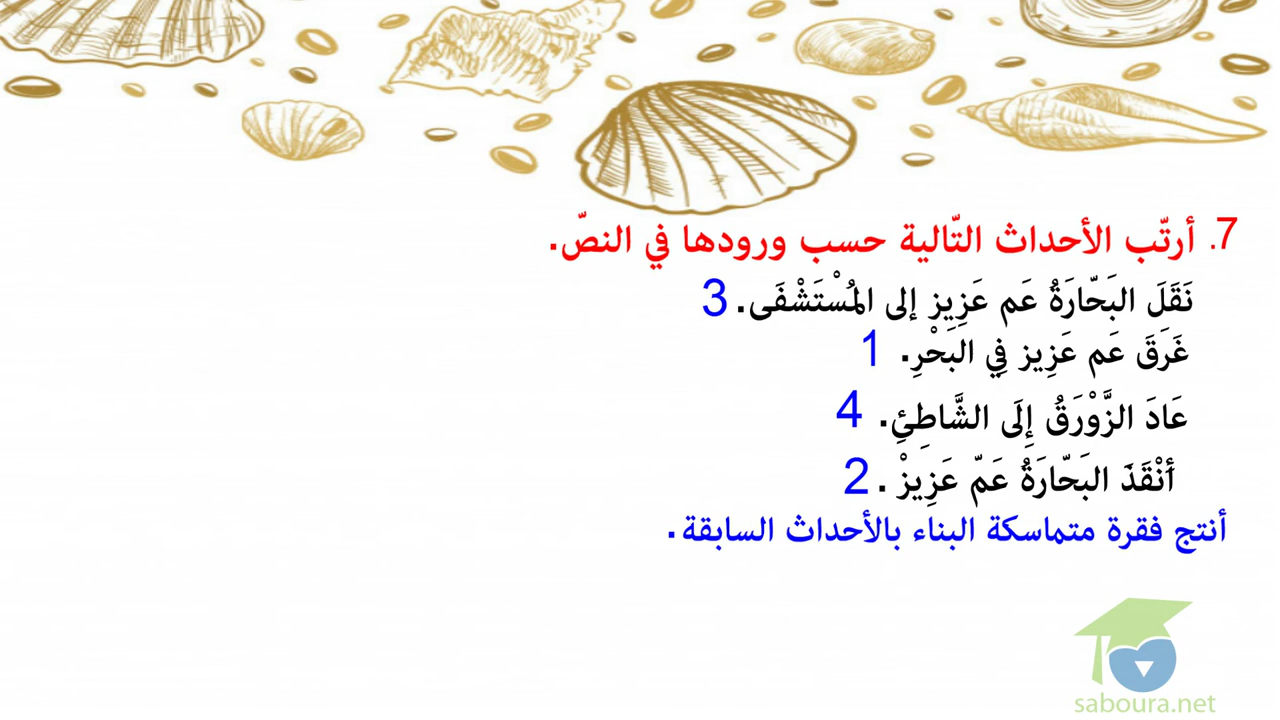 7. أرتّب الأحداث التّالية حسب ورودها في النصّ.
نَقَلَ البَحّارَةُ عَم عَزِيز إلى المُسْتَشْفَى. 3
غَرَقَ عَم عَزِيز فِي البَحْرِ. 1
عَادَ الزَّوْرَقُ إِلَى الشَّاطِئِ. 4
أَنْقَذَ البَحّارَةُ عَمّ عَزِيزْ . 2
أنتج فقرة متماسكة البناء بالأحداث السابقة .
saboura.net